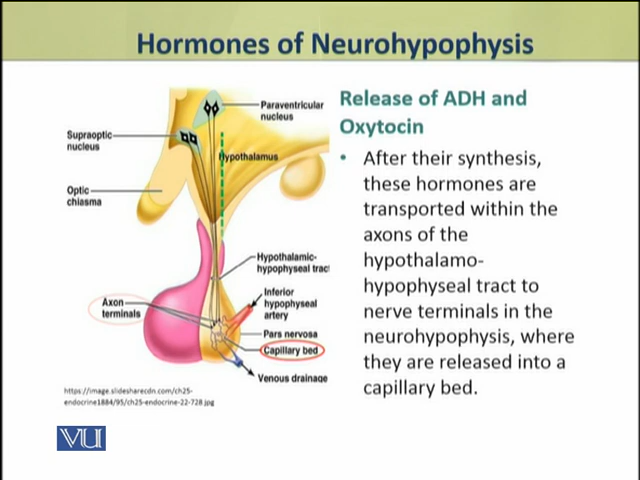 Hormones of Neurohypophysis
Paraventricular
nucleus
Supraoptic
nucleus
Hypothalamus
Optic
chiasma
Hypothalamic-
hypophyseal tract
Inferior
hypophyseal
artery
Axon
terminals
Pars nervosa
Capillary bed
Venous drainage
https://image.slidesharecdn.com/ch25-
endocrine1884/95/ch25-endocrine-22-728.jpg
VU
Release of ADH and
Oxytocin
• After their synthesis,
these hormones are
transported within the
axons of the
hypothalamo-
hypophyseal tract to
nerve terminals in the
neurohypophysis, where
they are released into a
capillary bed.